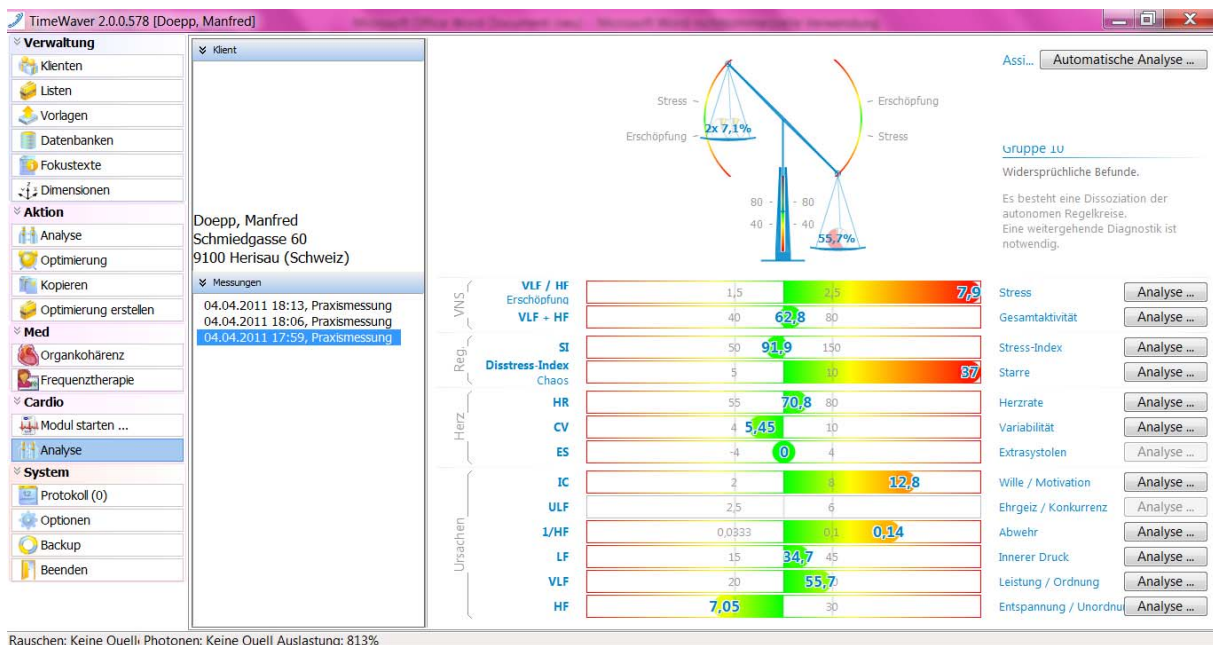 TimeWaver 2.0.0.578 [Doepp, Manfred]
Verwaltung
Klienten
Listen
Vorlagen
Datenbanken
Fokustexte
Dimensionen
Aktion
Analyse
Optimierung
Kopieren
Optimierung erstellen
Med
Organkohärenz
Frequenztherapie
Cardio
Modul starten ...
Analyse
System
Protokoll (0)
Optionen
Backup
Beenden
Klient
Doepp, Manfred
Schmiedgasse 60
9100 Herisau (Schweiz)
Messungen
04.04.2011 18:13, Praxismessung
04.04.2011 18:06, Praxismessung
04.04.2011 17:59, Praxismessung
Stress
Erschöpfung
Erschöpfung
Stress
2x 7,1%
55,7%
80 - - 80
40 - - 40
Assi... Automatische Analyse ...
Gruppe 10
Widersprüchliche Befunde.
Es besteht eine Dissoziation der
autonomen Regelkreise.
Eine weitergehende Diagnostik ist
notwendig.
VNS
VLF / HF 1,5 2,5 7,9 Stress Analyse ...
Erschöpfung
VLF + HF 40 62,8 80 Gesamtaktivität Analyse ...
Reg.
SI 50 91,9 150 Stress-Index Analyse ...
Disstress-Index 5 10 37 Starre Analyse ...
Chaos
Herz
HR 55 70,8 80 Herzrate Analyse ...
CV 4 5,45 10 Variabilität Analyse ...
ES -4 0 4 Extrasystolen Analyse ...
Ursachen
IC 2 8 12,8 Wille / Motivation Analyse ...
ULF 2,5 6 Ehrgeiz / Konkurrenz Analyse ...
1/HF 0,0333 0,1 0,14 Abwehr Analyse ...
LF 15 34,7 45 Innerer Druck Analyse ...
VLF 20 55,7 Leistung / Ordnung Analyse ...
HF 7,05 30 Entspannung / Unordnu Analyse ...
Rauschen: Keine Quell Photonen: Keine Quell Auslastung: 813%